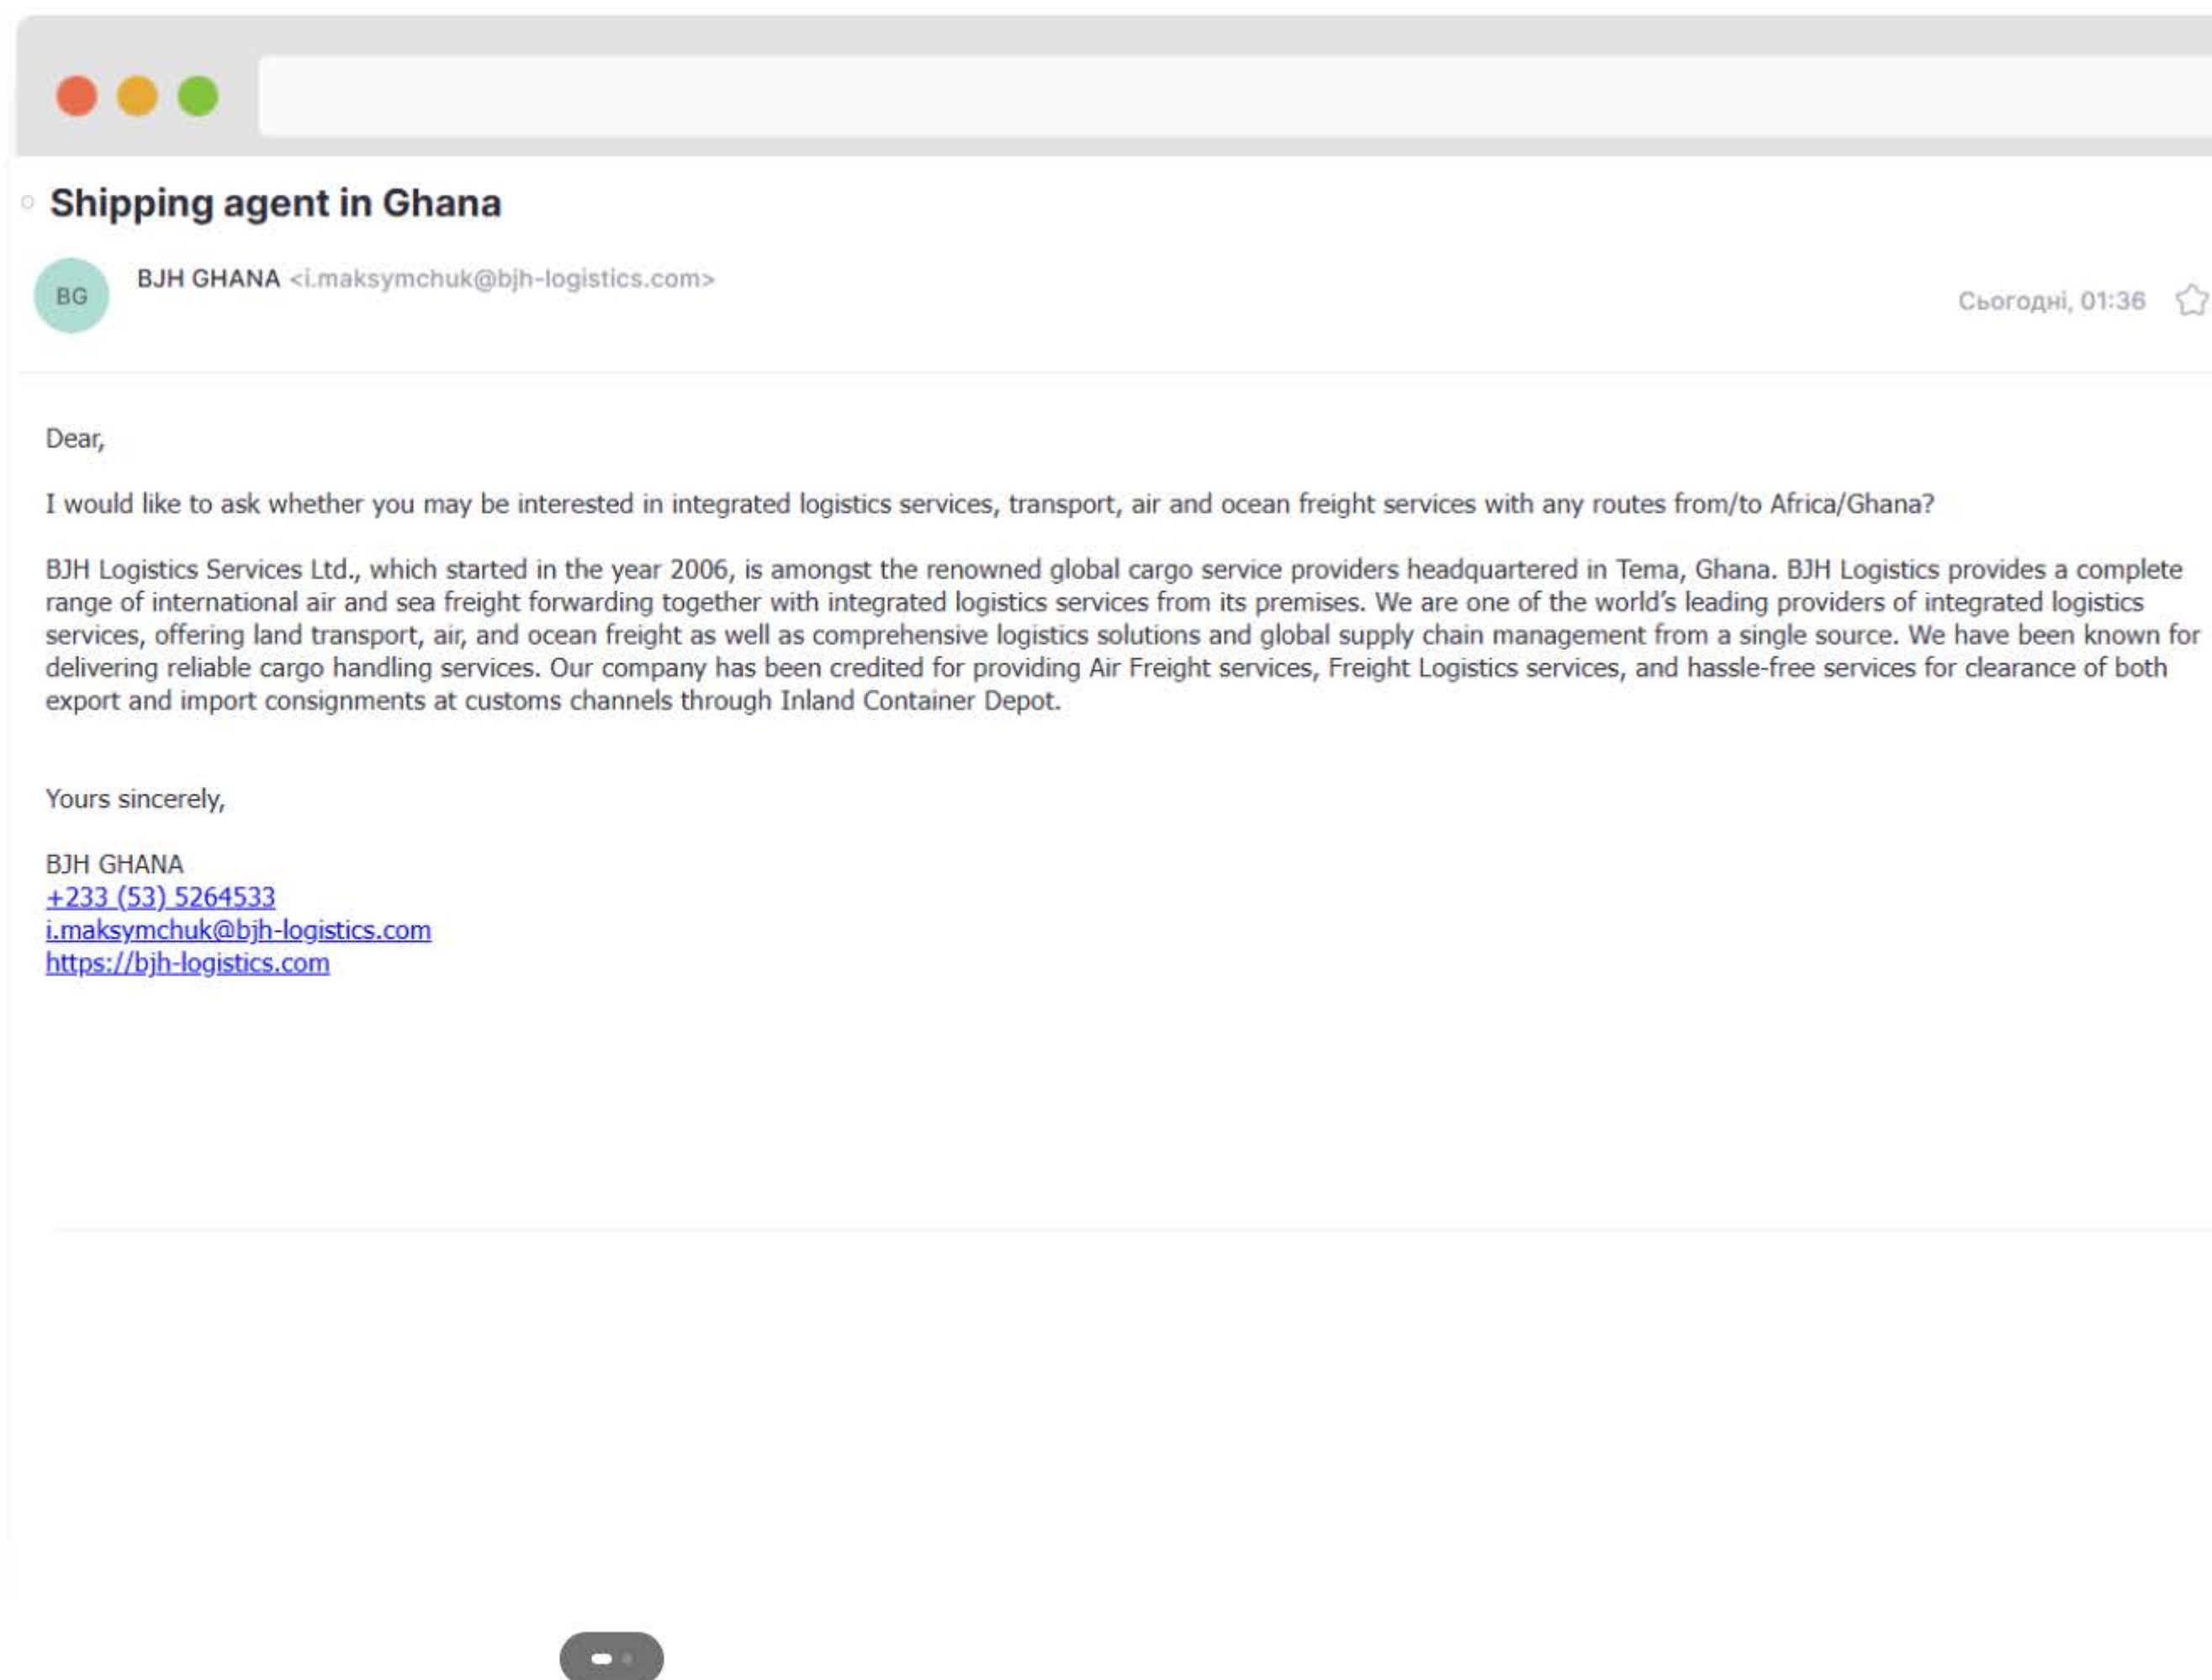 Shipping agent in Ghana
BG
BJH GHANA <i.maksymchuk@bjh-logistics.com>
Сьогодні, 01:36
Dear,
I would like to ask whether you may be interested in integrated logistics services, transport, air and ocean freight services with any routes from/to Africa/Ghana?
BJH Logistics Services Ltd., which started in the year 2006, is amongst the renowned global cargo service providers headquartered in Tema, Ghana. BJH Logistics provides a complete
range of international air and sea freight forwarding together with integrated logistics services from its premises. We are one of the world’s leading providers of integrated logistics
services, offering land transport, air, and ocean freight as well as comprehensive logistics solutions and global supply chain management from a single source. We have been known for
delivering reliable cargo handling services. Our company has been credited for providing Air Freight services, Freight Logistics services, and hassle-free services for clearance of both
export and import consignments at customs channels through Inland Container Depot.
Yours sincerely,
BJH GHANA
+233 (53) 5264533
i.maksymchuk@bjh-logistics.com
https://bjh-logistics.com